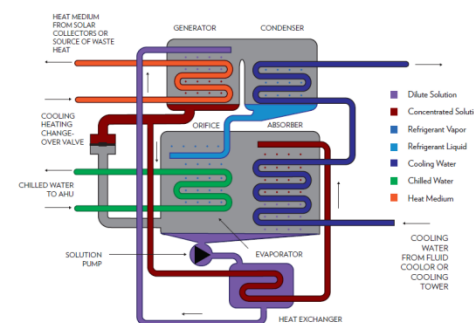 HEAT MEDIUM
FROM SOLAR
COLLECTORS OR
SOURCE OF WASTE
HEAT
GENERATOR
CONDENSER
COOLING
HEATING
CHANGE-
OVER VALVE
ORIFICE
ABSORBER
CHILLED WATER
TO AHU
SOLUTION
PUMP
EVAPORATOR
HEAT EXCHANGER
Dilute Solution
Concentrated Soluti
Refrigerant Vapor
Refrigerant Liquid
Cooling Water
Chilled Water
Heat Medium
COOLING
WATER
FROM FLUID
COOLOR OR
COOLING
TOWER